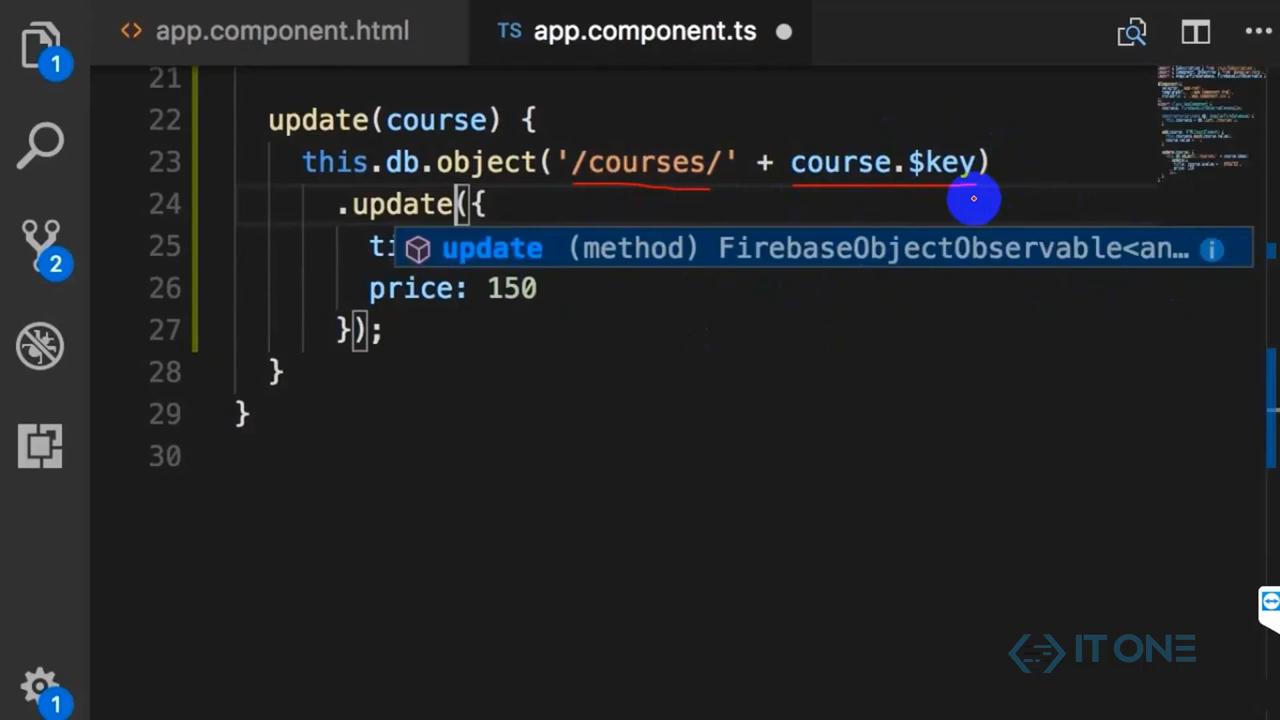 app.component.html
TS app.component.ts
21
22 update(course) {
23 this.db.object('/courses/' + course.$key)
24 .update({
25 ti
update (method) FirebaseObjectObservable<an…
26 price: 150
27 });
28 }
29 }
30
1
2
1
IT ONE